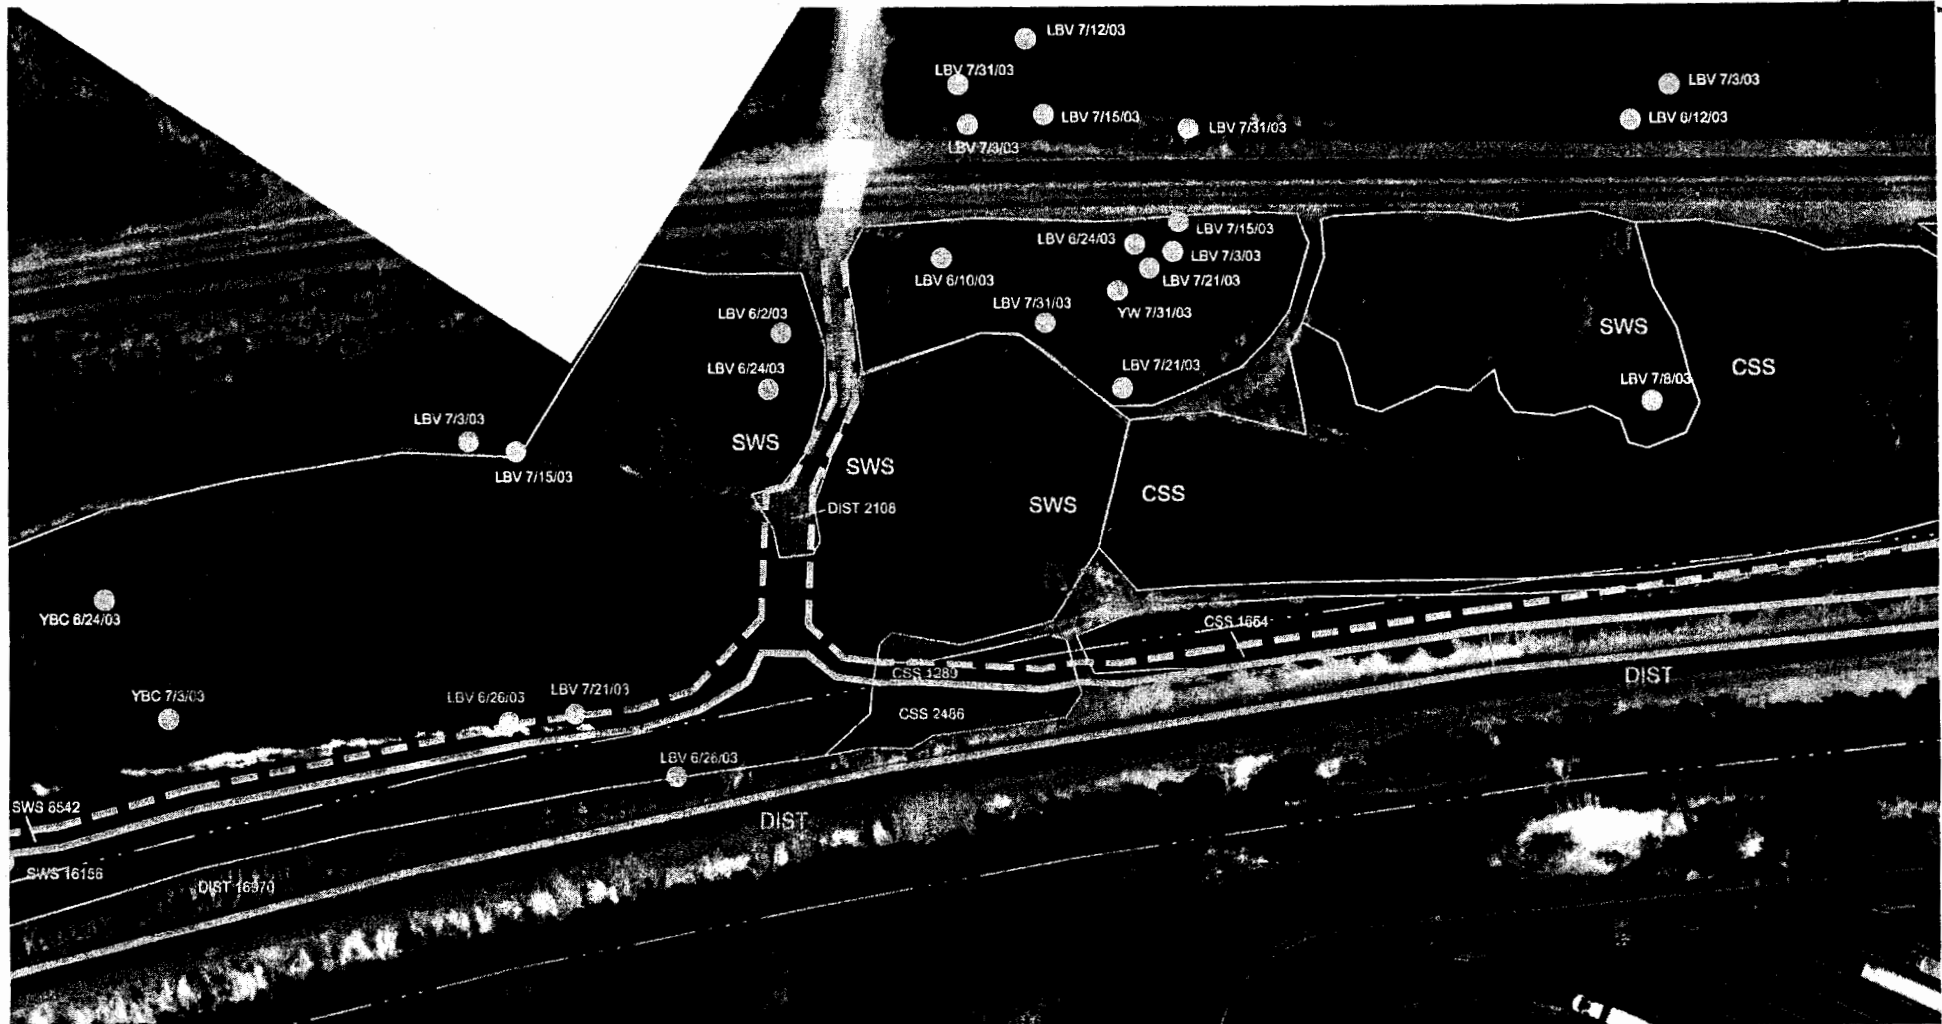 LBV 7/12/03
LBV 7/31/03
LBV 7/3/03
LBV 7/15/03
LBV 6/12/03
LBV 7/31/03
LBV 7/3/03
LBV 7/15/03
LBV 6/24/03
LBV 7/3/03
LBV 6/10/03
LBV 7/21/03
LBV 7/31/03
YW 7/31/03
LBV 6/2/03
SWS
LBV 7/21/03
CSS
LBV 6/24/03
LBV 7/8/03
LBV 7/3/03
SWS
SWS
LBV 7/15/03
CSS
SWS
DIST 2108
YBC 6/24/03
CSS 1664
CSS 3289
DIST
YBC 7/3/03
LBV 6/26/03
LBV 7/21/03
CSS 2486
LBV 6/26/03
SWS 6542
DIST
SWS 16156
DIST 16970